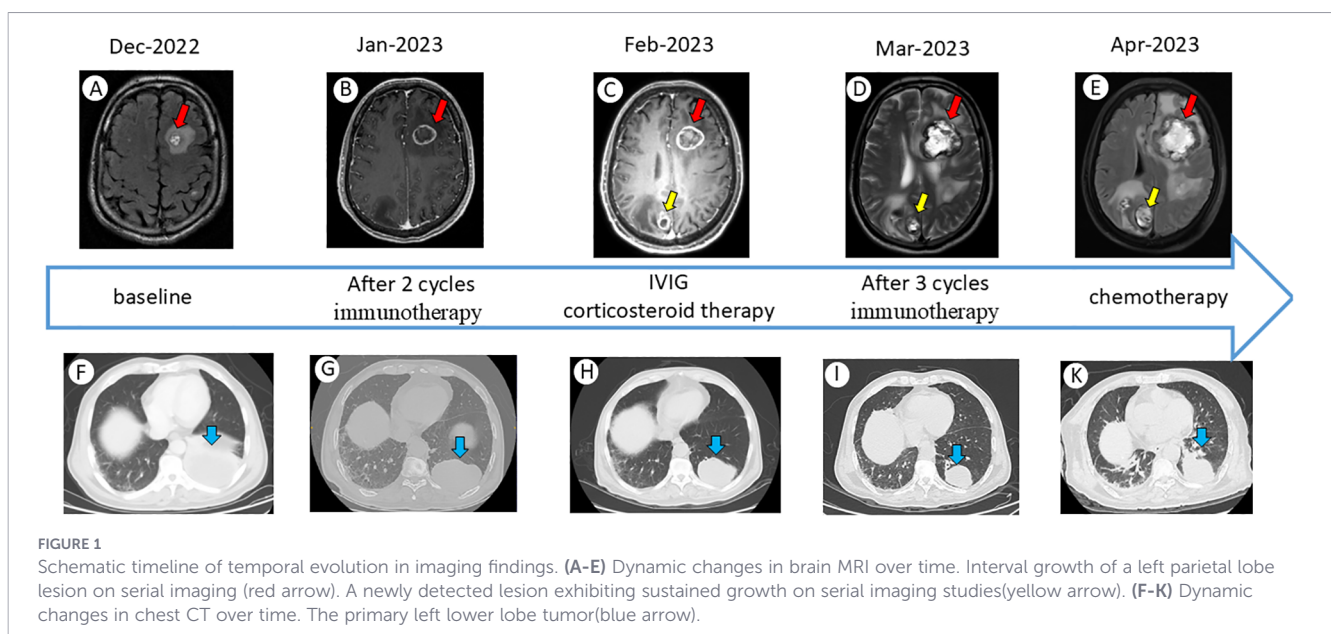 Dec-2022
Jan-2023
Feb-2023
Mar-2023
Apr-2023
A
B
C
D
E
baseline
After 2 cycles
immunotherapy
IVIG
corticosteroid therapy
After 3 cycles
immunotherapy
chemotherapy
F
G
H
I
K
FIGURE 1
Schematic timeline of temporal evolution in imaging findings. (A-E) Dynamic changes in brain MRI over time. Interval growth of a left parietal lobe
lesion on serial imaging (red arrow). A newly detected lesion exhibiting sustained growth on serial imaging studies(yellow arrow). (F-K) Dynamic
changes in chest CT over time. The primary left lower lobe tumor(blue arrow).